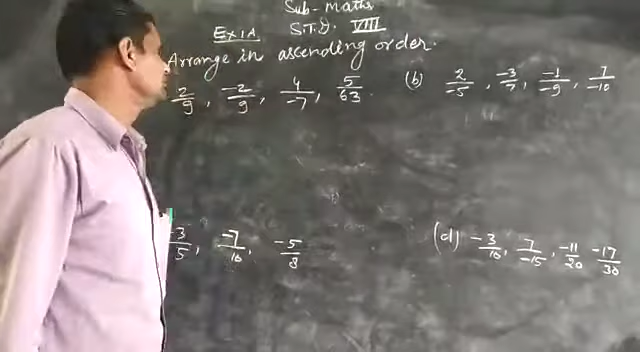 Sub- maths
Ex 1A S.T.D. VIII
Arrange in ascending order.
2/9, -2/9, 4/-7, 5/63. (b) 2/-5, -3/7, -1/-9, 7/-10
-3/5, -7/10, -5/8 (d) -3/10, 7/-15, -11/20, -17/30